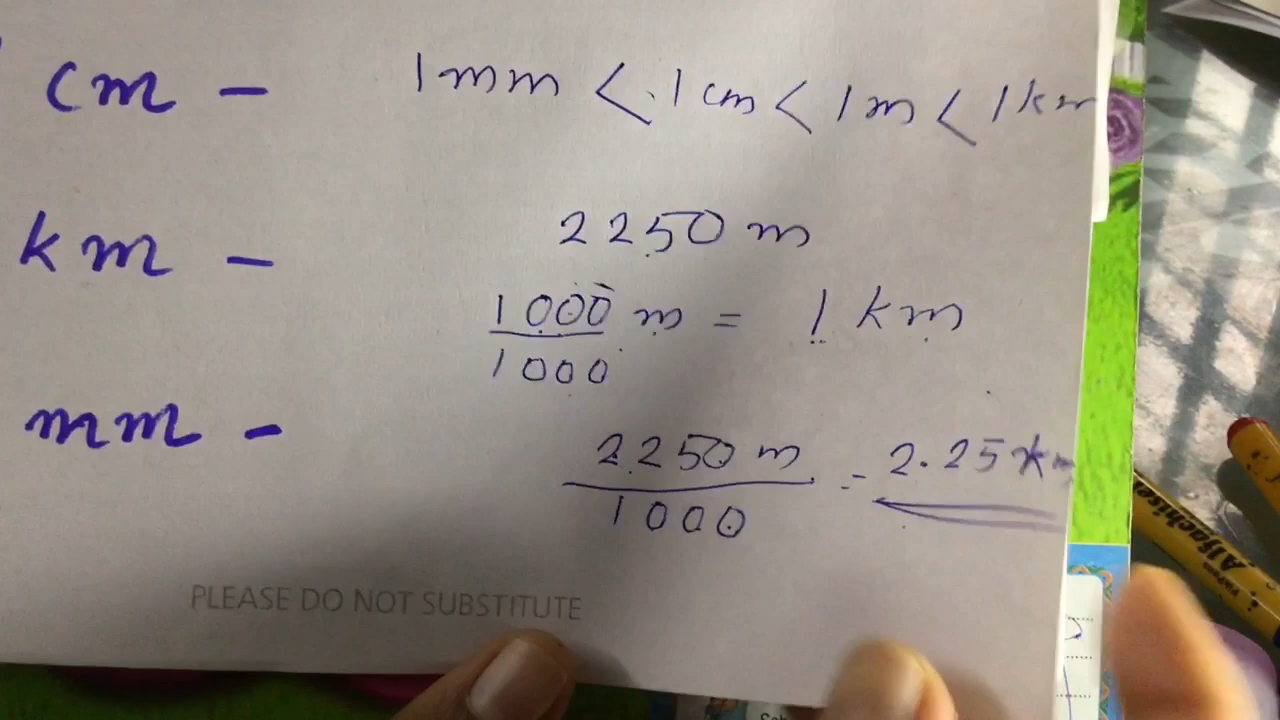 cm - 1mm < 1cm < 1m < 1km
2250 m
km -
1000 m = 1 km
1000
mm -
2250 m = 2.25 km
1000
PLEASE DO NOT SUBSTITUTE
Alfachisel